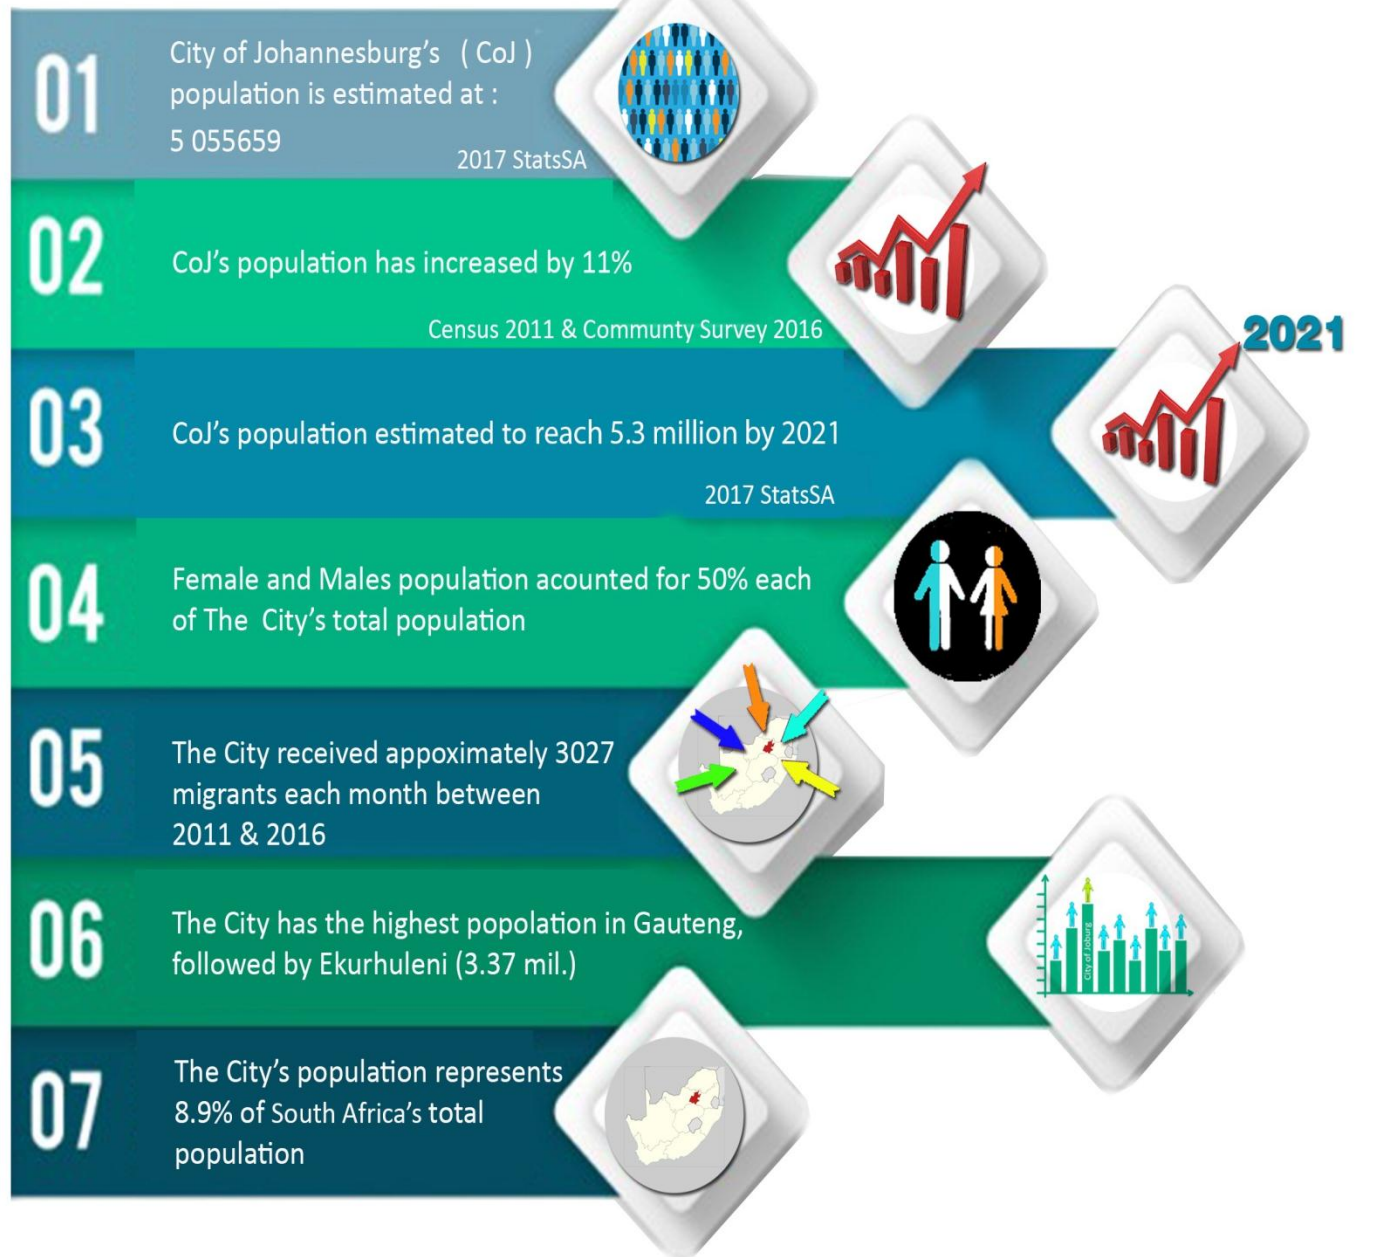 01
City of Johannesburg's ( CoJ )
population is estimated at :
5 055659
2017 StatsSA
02
CoJ's population has increased by 11%
Census 2011 & Communty Survey 2016
2021
03
CoJ's population estimated to reach 5.3 million by 2021
2017 StatsSA
04
Female and Males population acounted for 50% each
of The City's total population
05
The City received appoximately 3027
migrants each month between
2011 & 2016
06
The City has the highest popolation in Gauteng,
followed by Ekurhuleni (3.37 mil.)
City of Joburg
07
The City's population represents
8.9% of South Africa's total
population